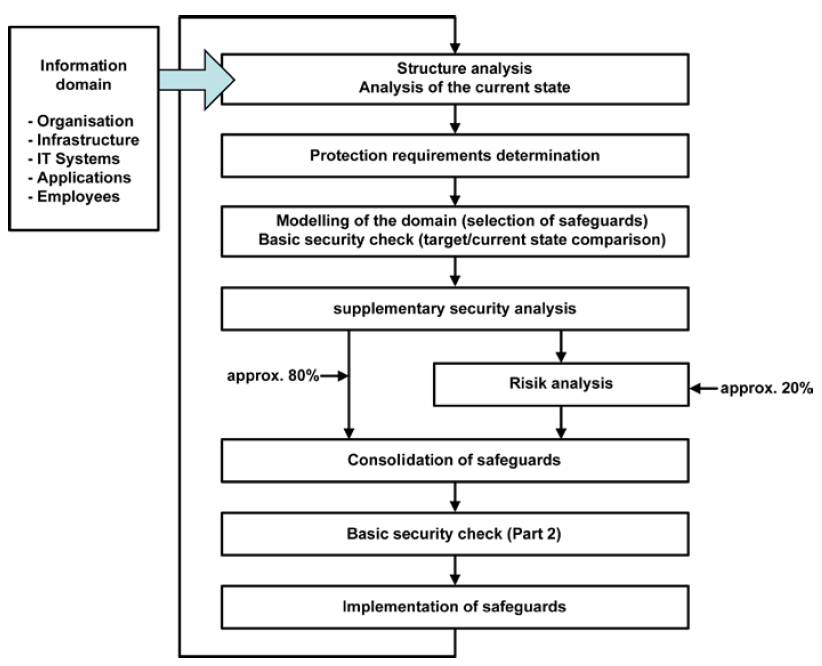 Information
domain
- Organisation
- Infrastructure
- IT Systems
- Applications
- Employees
Structure analysis
Analysis of the current state
Protection requirements determination
Modelling of the domain (selection of safeguards)
Basic security check (target/current state comparison)
supplementary security analysis
approx. 80%
Risik analysis
approx. 20%
Consolidation of safeguards
Basic security check (Part 2)
Implementation of safeguards